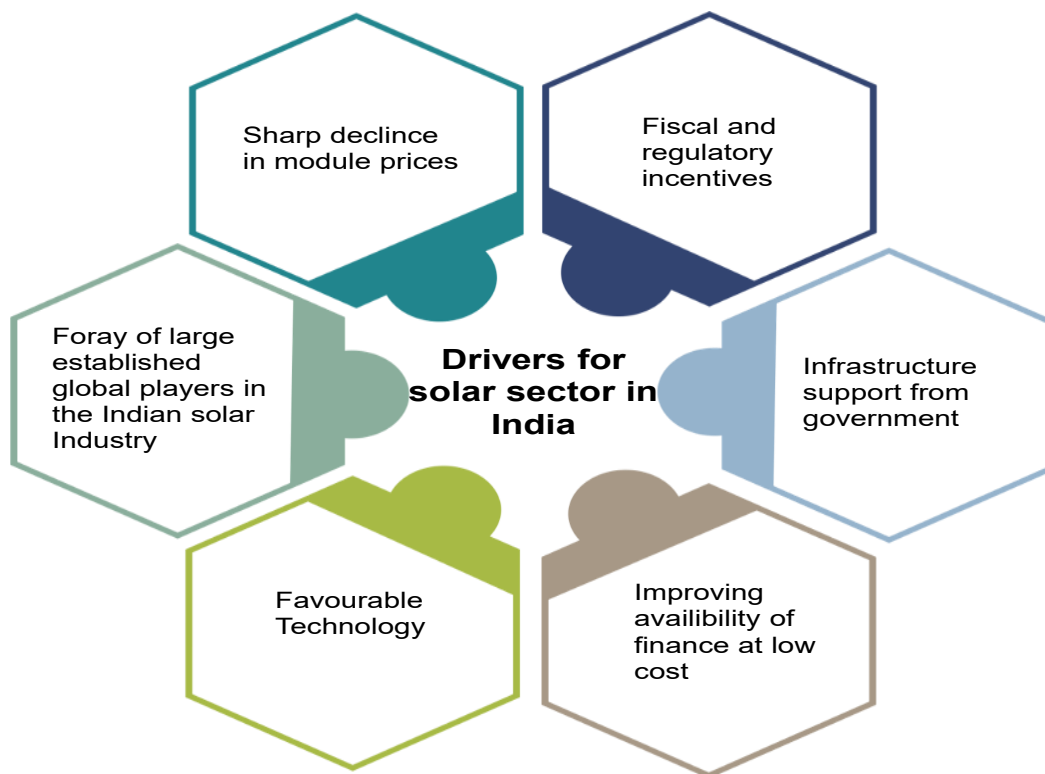 Sharp declince
in module prices
Fiscal and
regulatory
incentives
Foray of large
established
global players in
the Indian solar
Industry
Drivers for
solar sector in
India
Infrastructure
support from
government
Favourable
Technology
Improving
availibility of
finance at low
cost